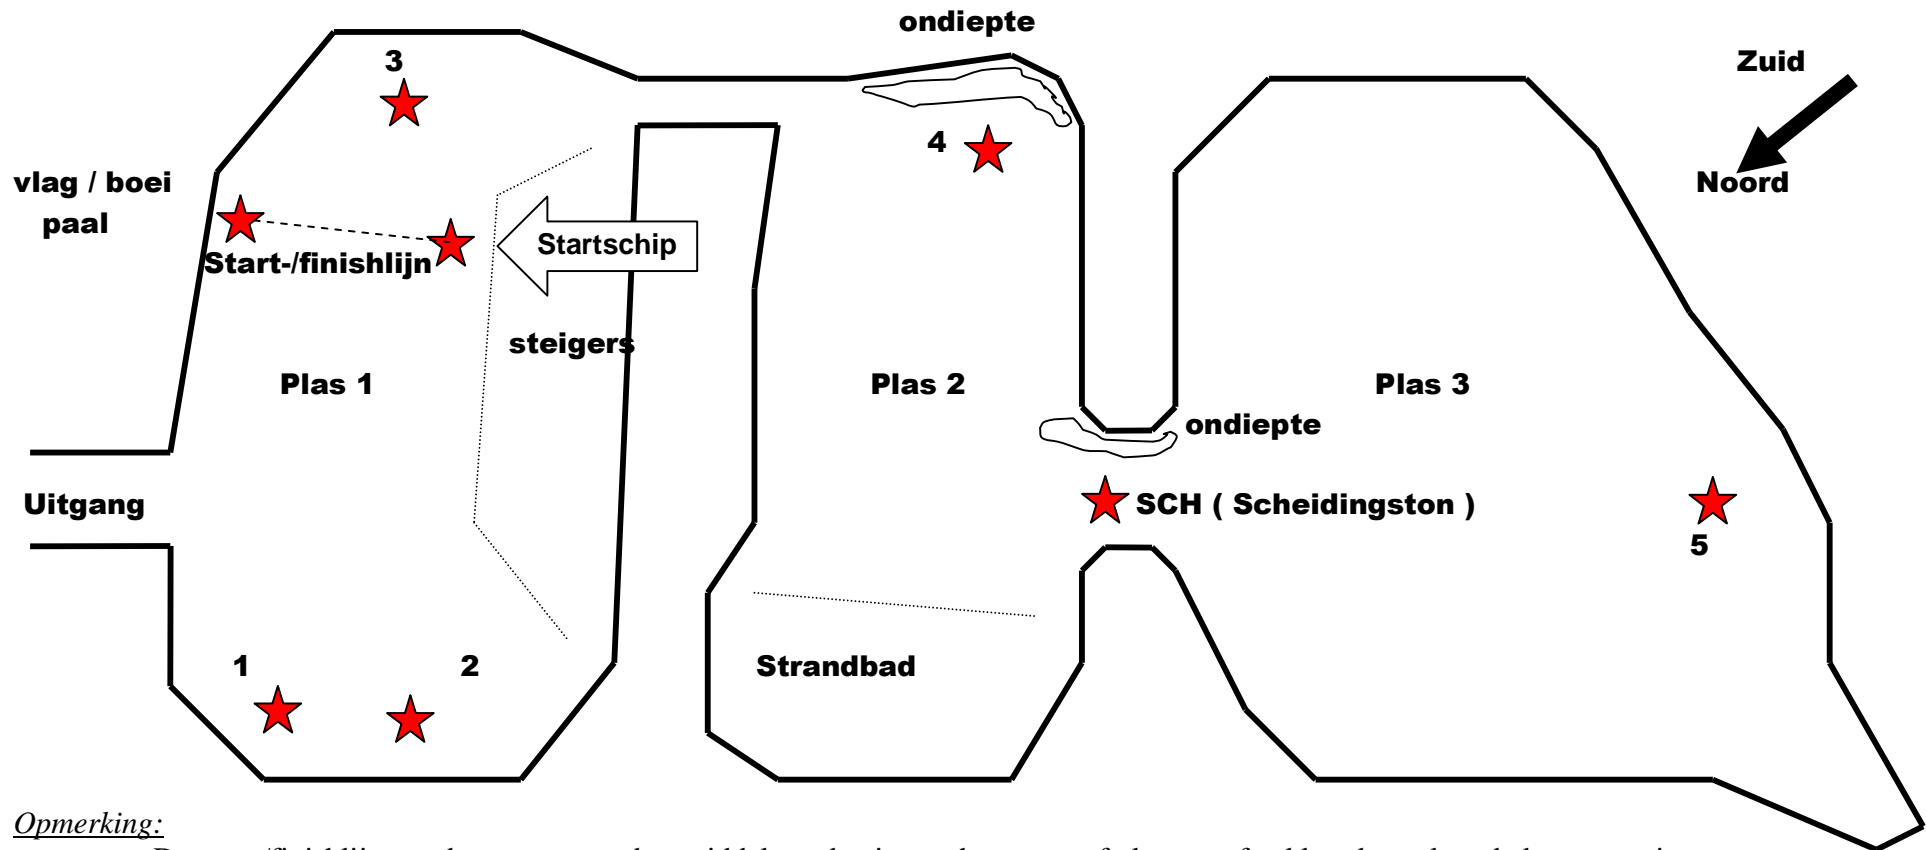 ondiepte
3
Zuid
4
vlag / boei
paal
Noord
Startschip
Start-/finishlijn
steigers
Plas 1
Plas 2
Plas 3
ondiepte
Uitgang
SCH ( Scheidingston )
5
1
2
Strandbad
Opmerking: